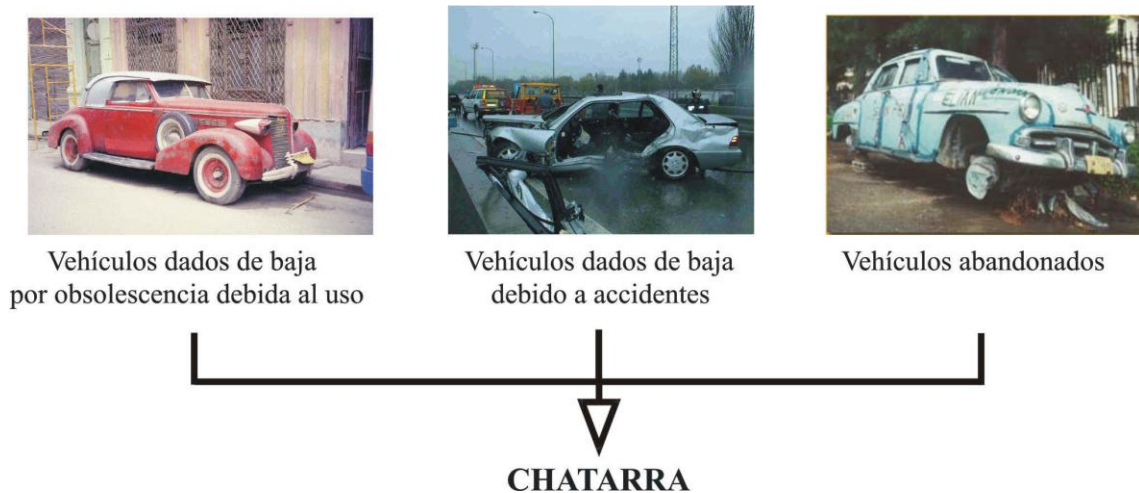 Vehículos dados de baja
por obsolescencia debida al uso
Vehículos dados de baja
debido a accidentes
Vehículos abandonados
CHATARRA